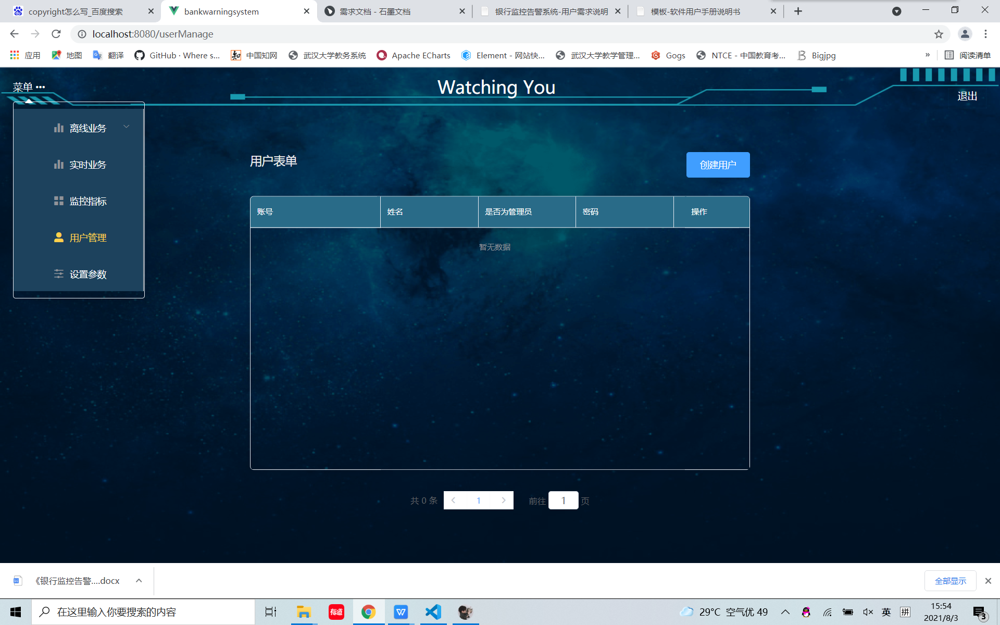 copyright怎么写_百度搜索
bankwarningsystem
需求文档 - 石墨文档
银行监控告警系统-用户需求说明
模板-软件用户手册说明书
localhost:8080/userManage
应用
地图
翻译
GitHub · Where s...
中国知网
武汉大学教务系统
Apache ECharts
Element - 网站快...
武汉大学教学管理...
Gogs
NTCE - 中国教育考...
Bigjpg
»
阅读清单
菜单 •••
Watching You
退出
离线业务
实时业务
监控指标
用户管理
设置参数
用户表单
创建用户
账号 姓名 是否为管理员 密码 操作
暂无数据
共 0 条
1
前往 1 页
《银行监控告警....docx
全部显示
在这里输入你要搜索的内容
有道
29°C 空气优 49
英
拼
15:54
2021/8/3
3